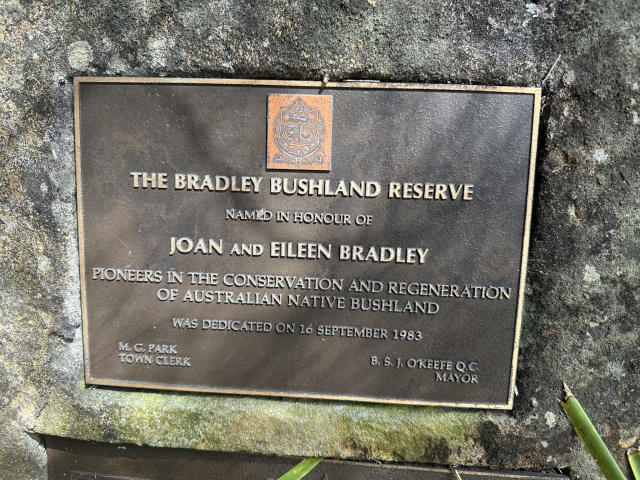 THE BRADLEY BUSHLAND RESERVE
NAMED IN HONOUR OF
JOAN AND EILEEN BRADLEY
PIONEERS IN THE CONSERVATION AND REGENERATION
OF AUSTRALIAN NATIVE BUSHLAND
WAS DEDICATED ON 16 SEPTEMBER 1983
M. G. PARK
TOWN CLERK
B. S. J. O'KEEFE Q.C.
MAYOR